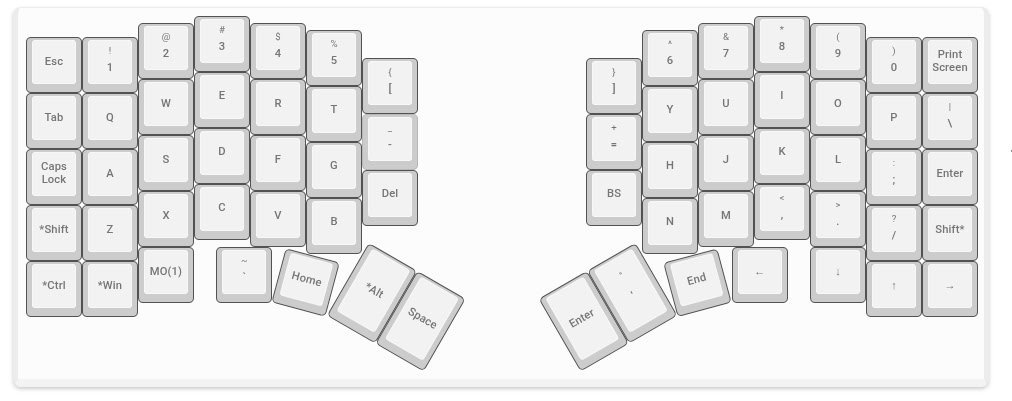 Esc
!
1
@
2
#
3
$
4
%
5
{
[
}
]
^
6
&
7
*
8
(
9
)
0
Print
Screen
Tab
Q
W
E
R
T
_
-
+
=
Y
U
I
O
P
|
\
Caps
Lock
A
S
D
F
G
Del
BS
H
J
K
L
:
;
Enter
*Shift
Z
X
C
V
B
N
M
<
,
>
.
?
/
Shift*
*Ctrl
*Win
MO(1)
~
`
Home
*Alt
Space
Enter
"
'
End
←
↓
↑
→